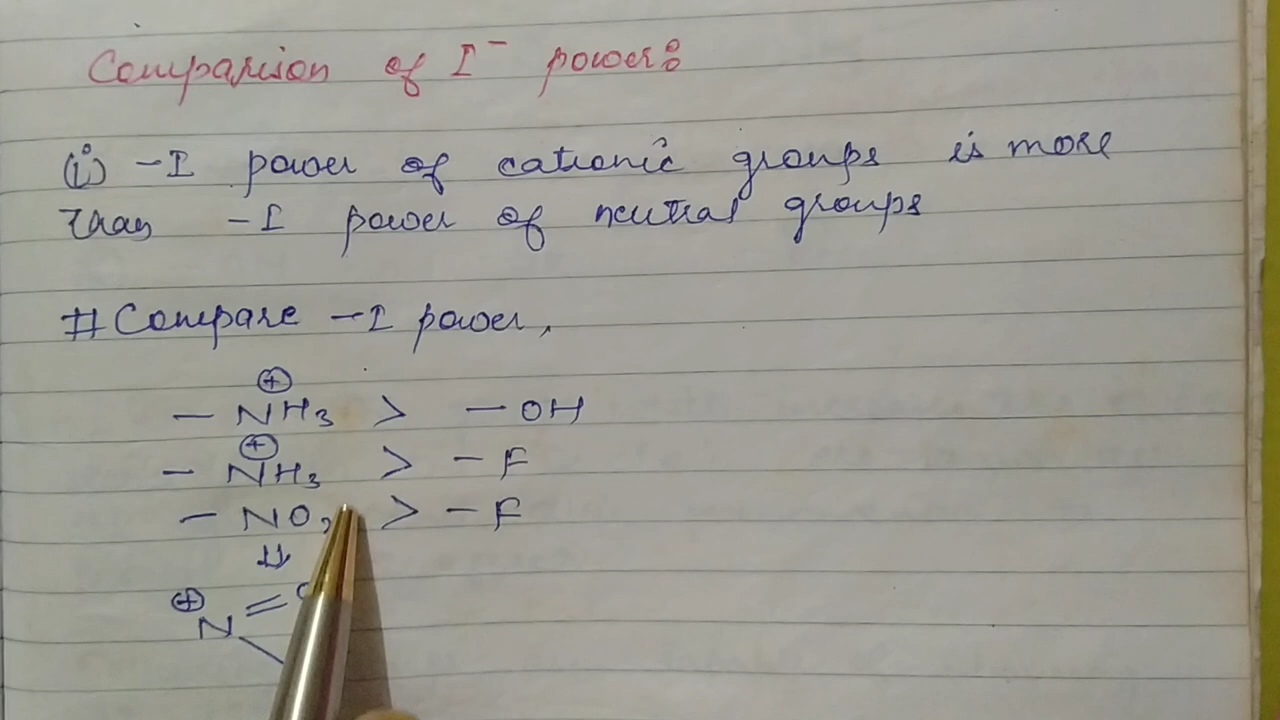 Comparison of I⁻ power:
(i) -I power of cationic groups is more
than -I power of neutral groups
# Compare -I power,
⊕
- NH₃ > - OH
⊕
- NH₃ > - F
- NO₂ > - F
⇓
⊕
N =